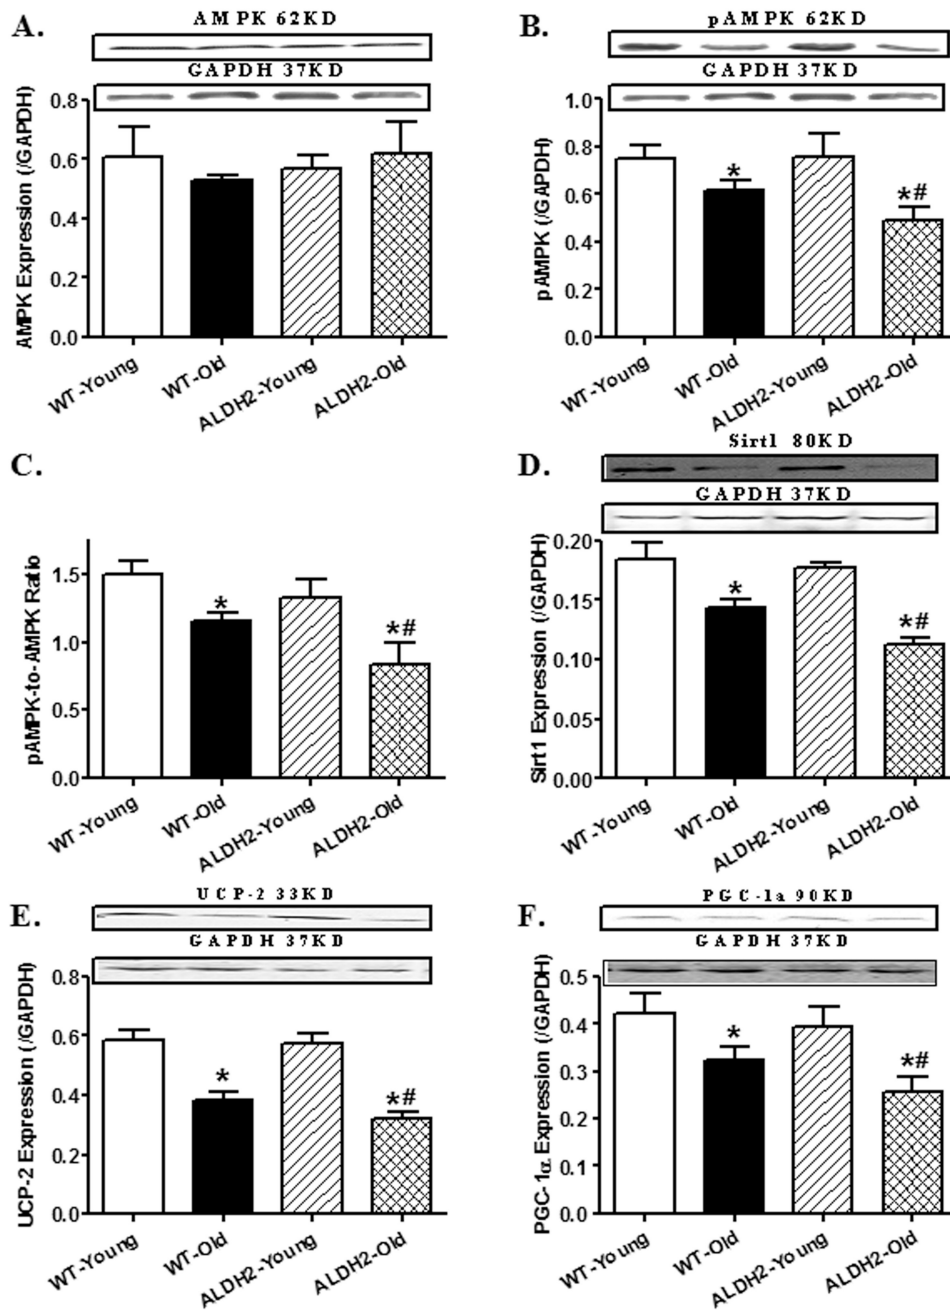 A.
AMPK 62KD
GAPDH 37KD
AMPK Expression (/GAPDH)
0.8
0.6
0.4
0.2
0.0
WT-Young
WT-Old
ALDH2-Young
ALDH2-Old
B.
pAMPK 62KD
GAPDH 37KD
pAMPK (/GAPDH)
1.0
0.8
0.6
0.4
0.2
0.0
*
*#
WT-Young
WT-Old
ALDH2-Young
ALDH2-Old
C.
pAMPK-to-AMPK Ratio
1.5
1.0
0.5
0.0
*
*#
WT-Young
WT-Old
ALDH2-Young
ALDH2-Old
D.
Sirt1 80KD
GAPDH 37KD
Sirt1 Expression (/GAPDH)
0.20
0.15
0.10
0.05
0.00
*
*#
WT-Young
WT-Old
ALDH2-Young
ALDH2-Old
E.
UCP-2 33KD
GAPDH 37KD
UCP-2 Expression (/GAPDH)
0.8
0.6
0.4
0.2
0.0
*
*#
WT-Young
WT-Old
ALDH2-Young
ALDH2-Old
F.
PGC-1a 90KD
GAPDH 37KD
PGC-1α Expression (/GAPDH)
0.5
0.4
0.3
0.2
0.1
0.0
*
*#
WT-Young
WT-Old
ALDH2-Young
ALDH2-Old